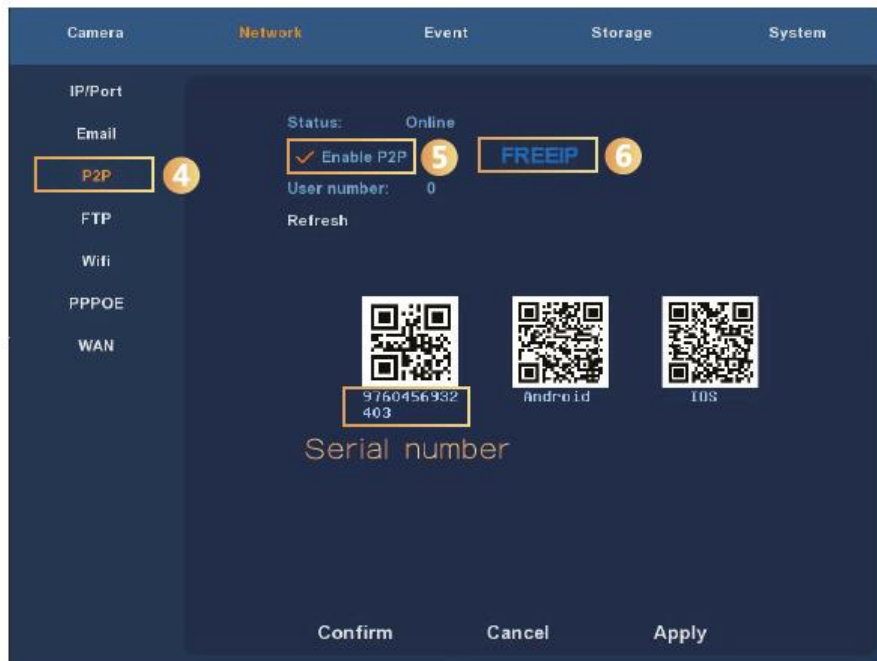 Camera Network Event Storage System
IP/Port
Email
P2P 4
FTP
Wifi
PPPOE
WAN
Status: Online
Enable P2P 5 FREEIP 6
User number: 0
Refresh
9760456932
403
Android
IOS
Serial number
Confirm Cancel Apply